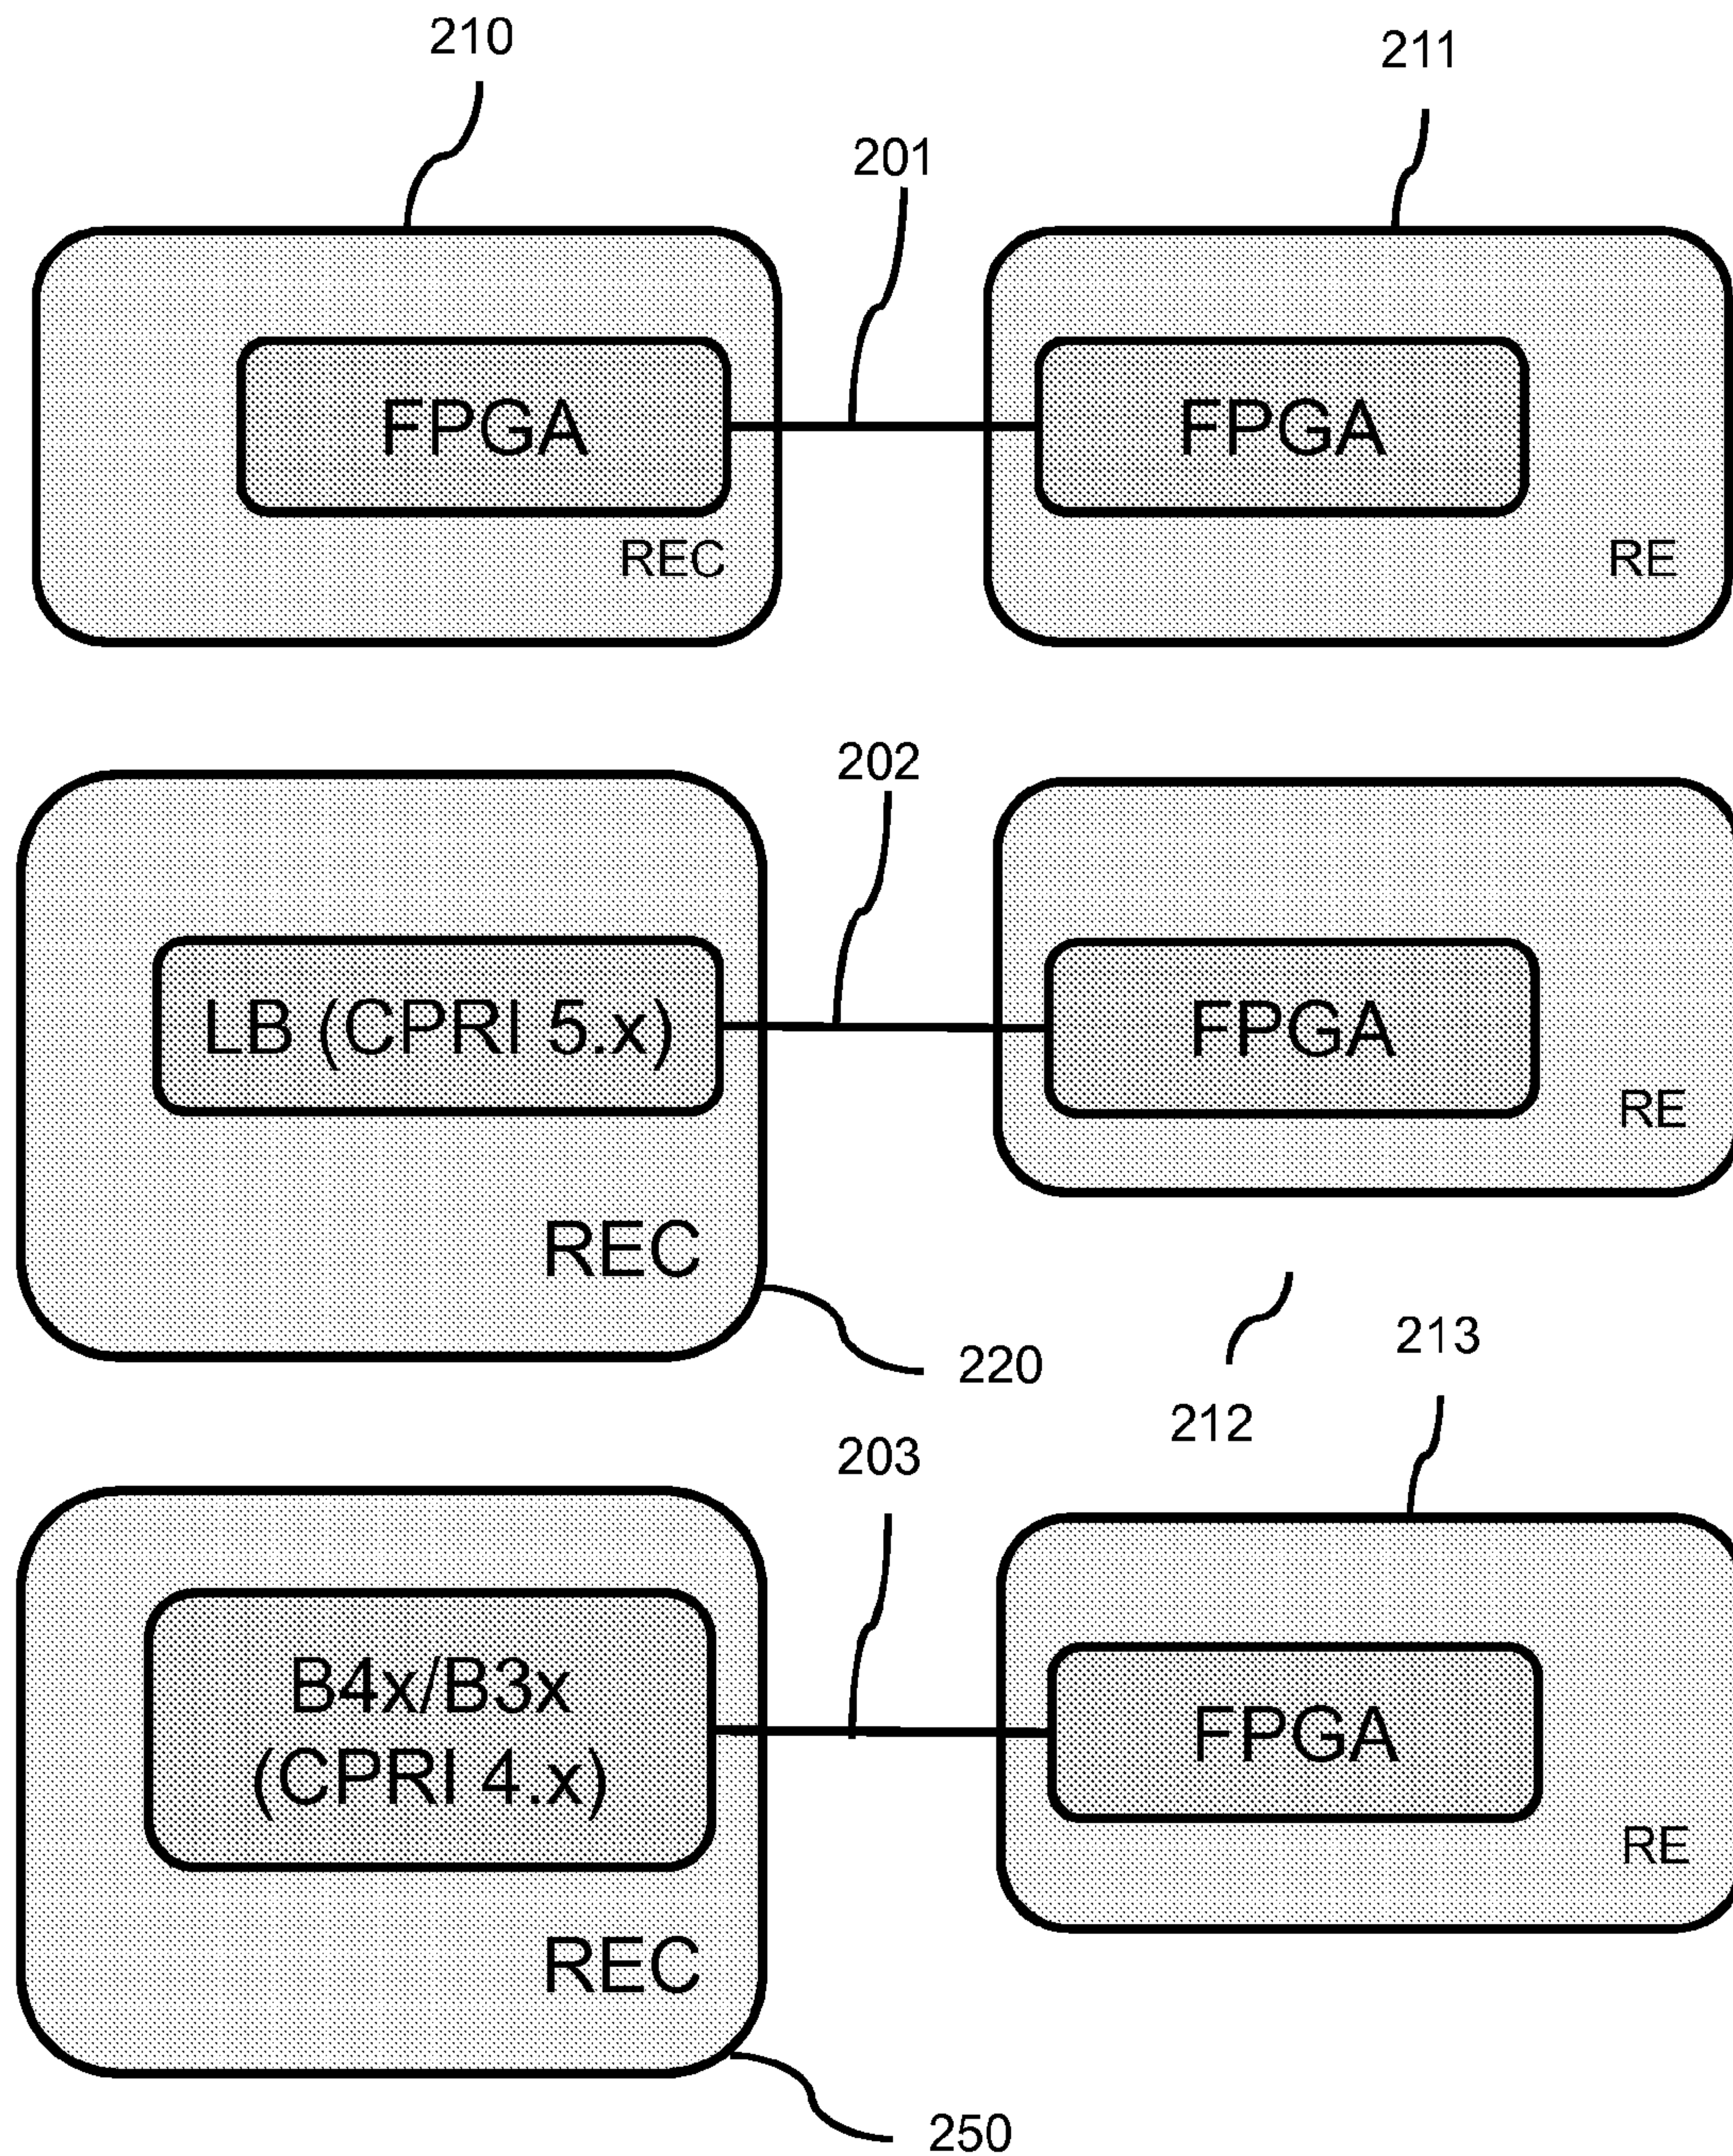 210
211
201
FPGA
FPGA
REC
RE
202
LB (CPRI 5.x)
FPGA
RE
REC
220
213
212
203
B4x/B3x
(CPRI 4.x)
FPGA
RE
REC
250